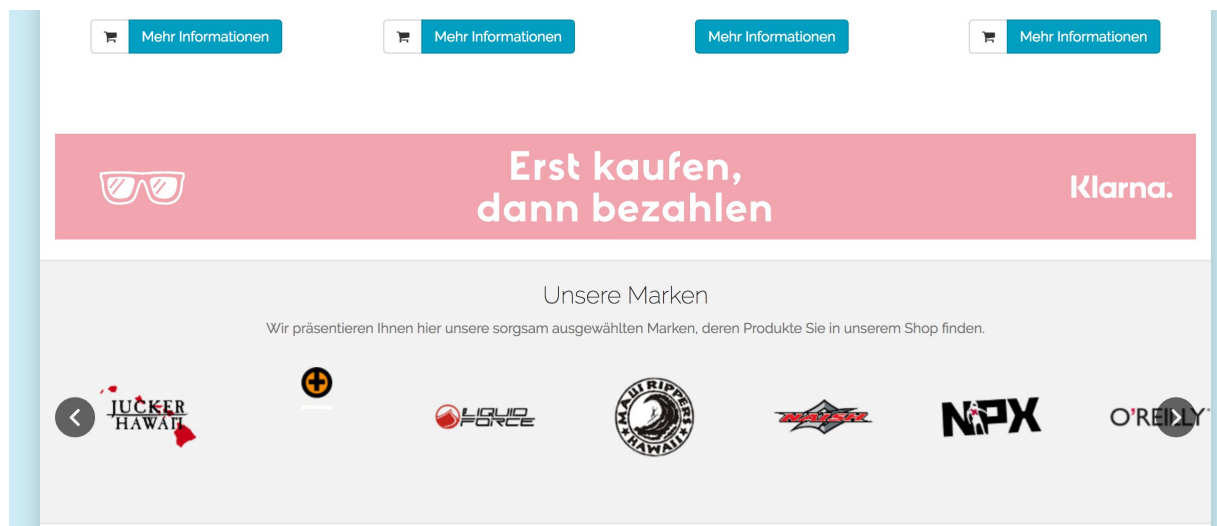 Mehr Informationen
Mehr Informationen
Mehr Informationen
Mehr Informationen
Erst kaufen,
dann bezahlen
Klarna.
Unsere Marken
Wir präsentieren Ihnen hier unsere sorgsam ausgewählten Marken, deren Produkte Sie in unserem Shop finden.
JUCKER
HAWAII
LIQUID
FORCE
MAUI RIPPERS
HAWAII
NAISH
NPX
O'REILLY